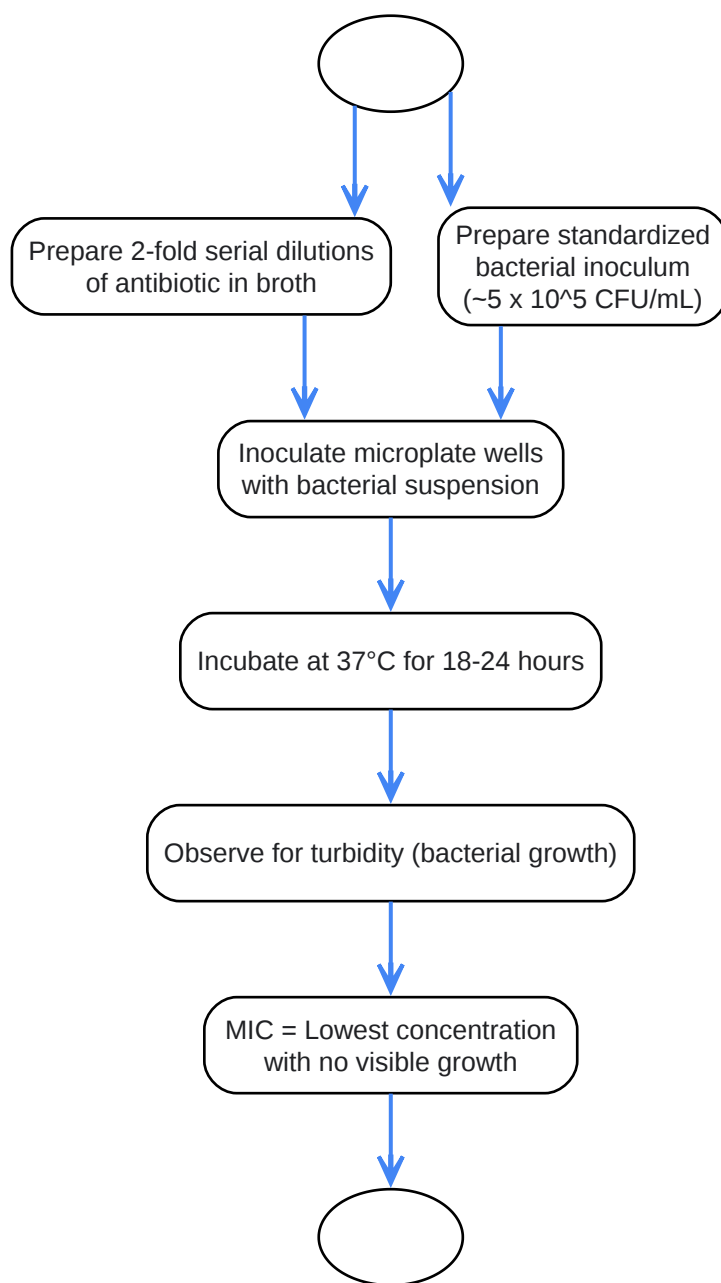 Prepare 2-fold serial dilutions
of antibiotic in broth
Prepare standardized
bacterial inoculum
(~5 x 10^5 CFU/mL)
Inoculate microplate wells
with bacterial suspension
Incubate at 37°C for 18-24 hours
Observe for turbidity (bacterial growth)
MIC = Lowest concentration
with no visible growth